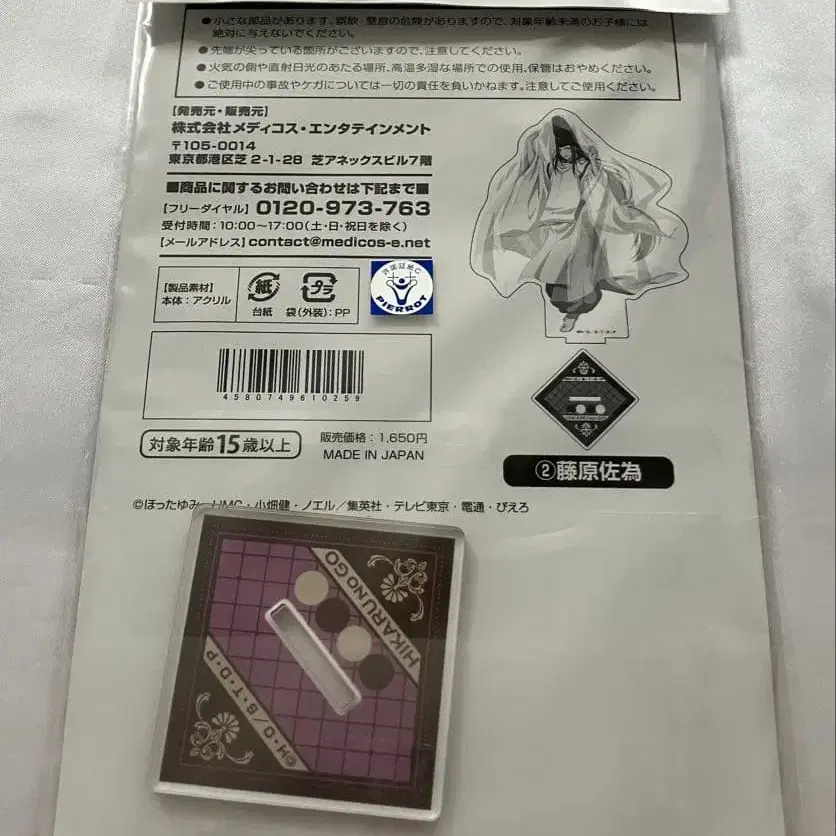 ●小さな部品があります。誤飲・窒息の危険がありますので、対象年齢未満のお子様には
絶対に与えないでください。
●先端が尖っている箇所がございますので、注意してください。
●火気の側や直射日光のあたる場所、高温多湿な場所での使用、保管はおやめください。
●ご使用中の事故やケガについては一切の責任を負いかねます。注意してご使用ください。
【発売元・販売元】
株式会社メディコス・エンタテインメント
〒105-0014
東京都港区芝2-1-28 芝アネックスビル7階
■商品に関するお問い合わせは下記まで■
【フリーダイヤル】0120-973-763
受付時間：10:00～17:00(土・日・祝日を除く)
【メールアドレス】contact@medicos-e.net
【製品素材】
本体：アクリル
紙
台紙
プラ
袋(外装)：PP
PIERROT
4580749610259
対象年齢15歳以上
販売価格：1,650円
MADE IN JAPAN
②藤原佐為
©ほったゆみ・HMC・小畑健・ノエル／集英社・テレビ東京・電通・ぴえろ
HIKARU NO GO
©H・O/S・T・D・P